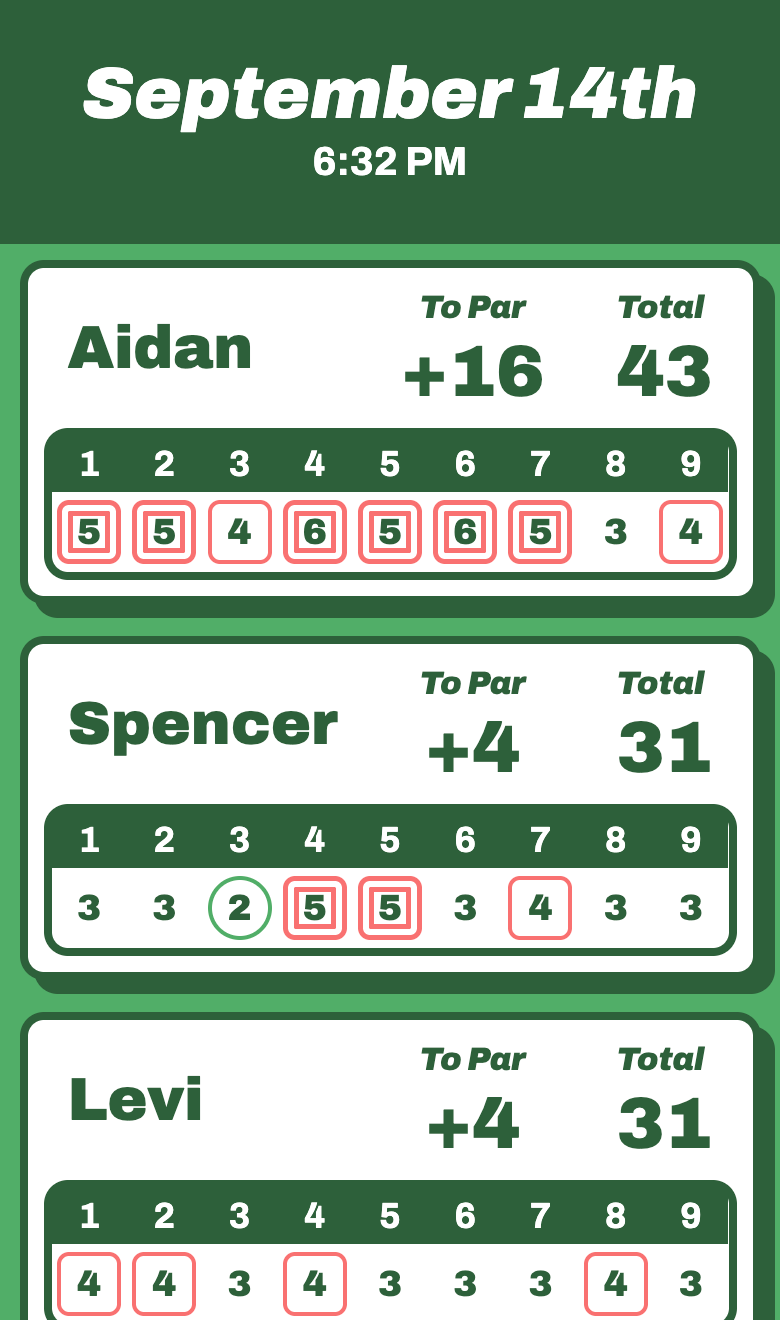 September 14th
6:32 PM
Aidan
To Par Total
+16 43
1 2 3 4 5 6 7 8 9
5 5 4 6 5 6 5 3 4
Spencer
To Par Total
+4 31
1 2 3 4 5 6 7 8 9
3 3 2 5 5 3 4 3 3
Levi
To Par Total
+4 31
1 2 3 4 5 6 7 8 9
4 4 3 4 3 3 3 4 3